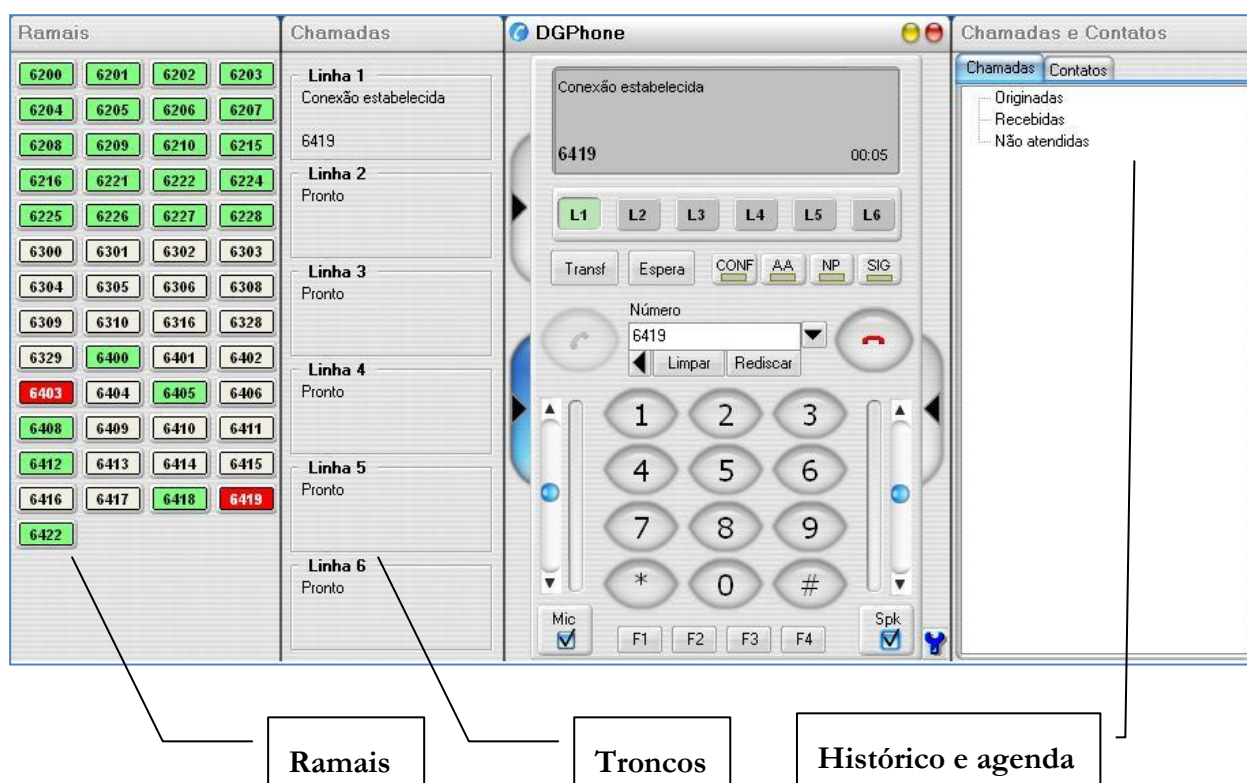 Ramais
6200 6201 6202 6203
6204 6205 6206 6207
6208 6209 6210 6215
6216 6221 6222 6224
6225 6226 6227 6228
6300 6301 6302 6303
6304 6305 6306 6308
6309 6310 6316 6328
6329 6400 6401 6402
6403 6404 6405 6406
6408 6409 6410 6411
6412 6413 6414 6415
6416 6417 6418 6419
6422
Chamadas
Linha 1
Conexão estabelecida
6419
Linha 2
Pronto
Linha 3
Pronto
Linha 4
Pronto
Linha 5
Pronto
Linha 6
Pronto
DGPhone
Conexão estabelecida
6419 00:05
L1 L2 L3 L4 L5 L6
Transf Espera CONF AA NP SIG
Número
6419
Limpar Rediscar
1 2 3
4 5 6
7 8 9
* 0 #
Mic Spk
F1 F2 F3 F4
Chamadas e Contatos
Chamadas Contatos
Originadas
Recebidas
Não atendidas
Ramais
Troncos
Histórico e agenda